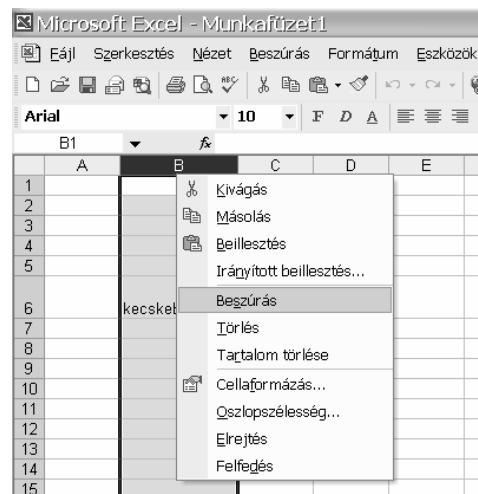 Microsoft Excel - Munkafüzet1
Fájl Szerkesztés Nézet Beszúrás Formátum Eszközök
Arial 10 F D A
B1 fx
A B C D E
1
2
3
4
5
6
7
8
9
10
11
12
13
14
15
Kivágás
Másolás
Beillesztés
Irányított beillesztés...
Beszúrás
Törlés
Tartalom törlése
Cellaformázás...
Oszlopszélesség...
Elrejtés
Felfedés